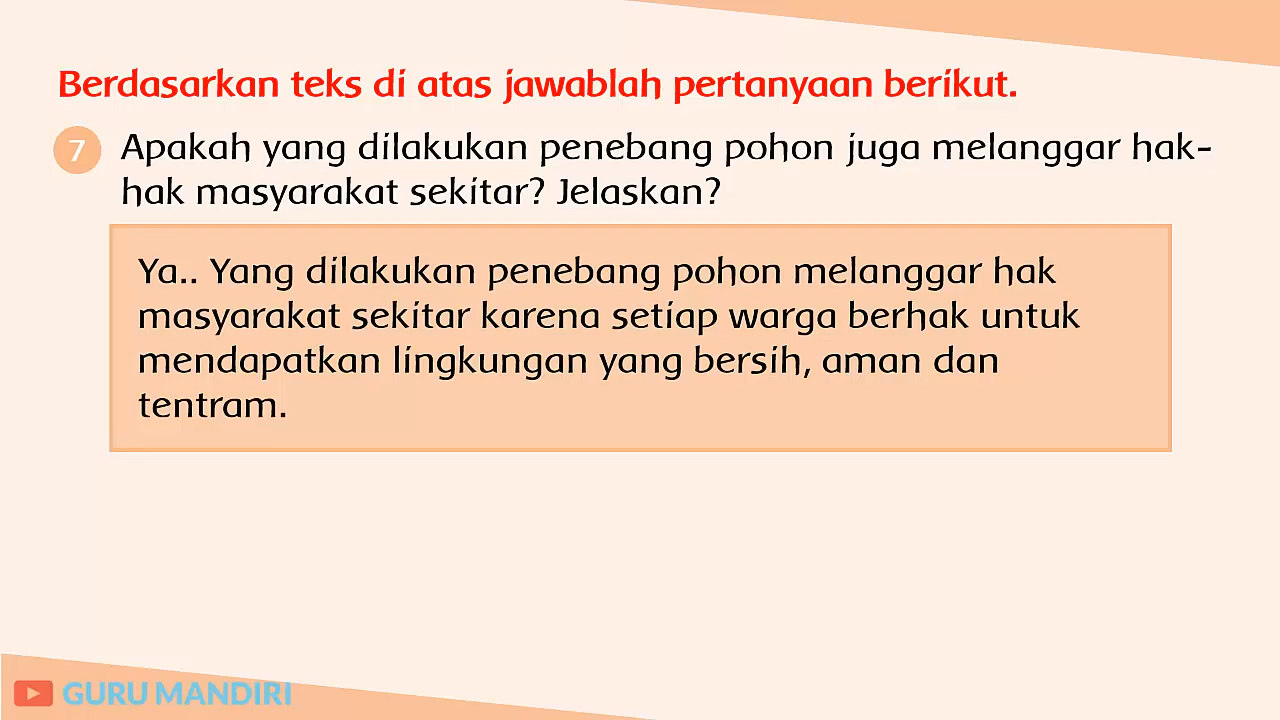 Berdasarkan teks di atas jawablah pertanyaan berikut.
7 Apakah yang dilakukan penebang pohon juga melanggar hak-
hak masyarakat sekitar? Jelaskan?
Ya.. Yang dilakukan penebang pohon melanggar hak
masyarakat sekitar karena setiap warga berhak untuk
mendapatkan lingkungan yang bersih, aman dan
tentram.
GURU MANDIRI